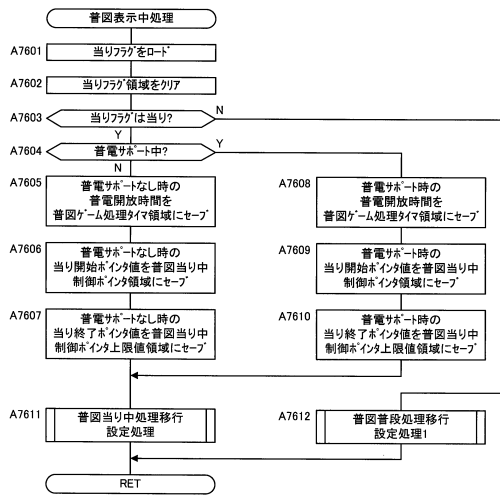 普図表示中処理
A7601
当りフラグをロード
A7602
当りフラグ領域をクリア
A7603
当りフラグは当り?
N
Y
A7604
普電サポート中?
Y
N
A7605
普電サポートなし時の
普電開放時間を
普図ゲーム処理タイマ領域にセーブ
A7608
普電サポート時の
普電開放時間を
普図ゲーム処理タイマ領域にセーブ
A7606
普電サポートなし時の
当り開始ポインタ値を普図当り中
制御ポインタ領域にセーブ
A7609
普電サポート時の
当り開始ポインタ値を普図当り中
制御ポインタ領域にセーブ
A7607
普電サポートなし時の
当り終了ポインタ値を普図当り中
制御ポインタ上限値領域にセーブ
A7610
普電サポート時の
当り終了ポインタ値を普図当り中
制御ポインタ上限値領域にセーブ
A7611
普図当り中処理移行
設定処理
A7612
普図普段処理移行
設定処理1
RET